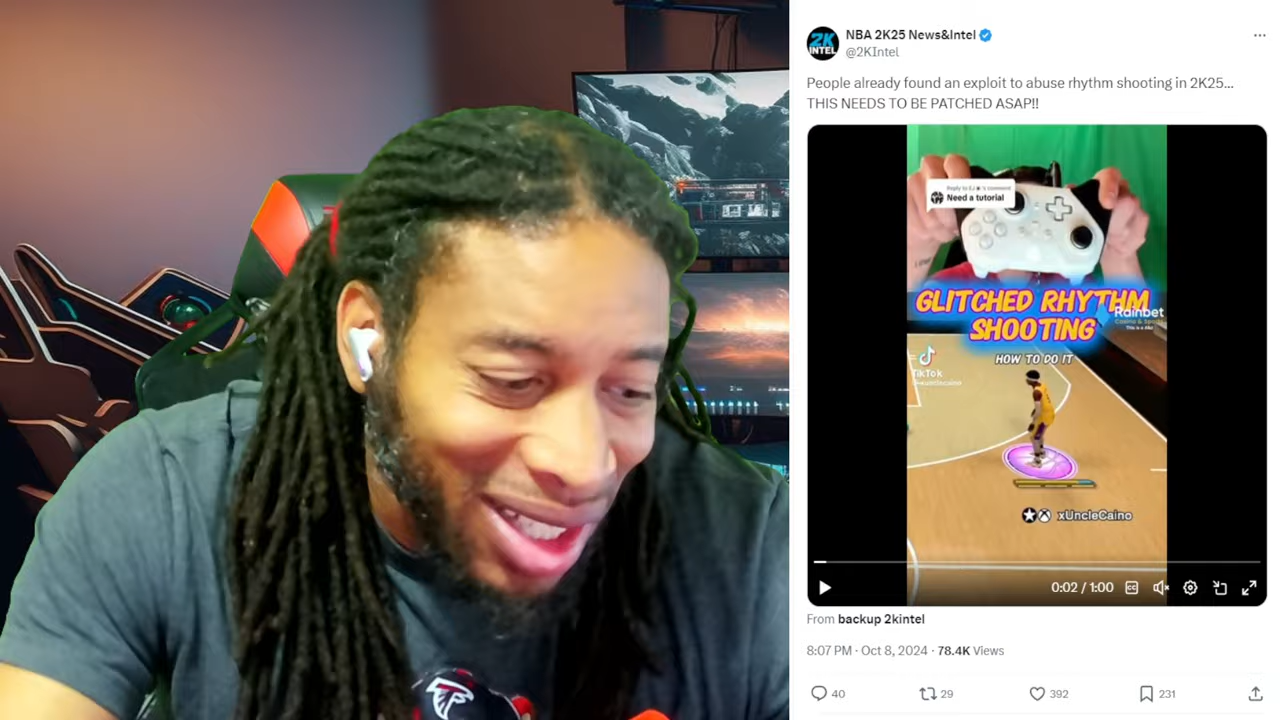 NBA 2K25 News&Intel
@2KIntel
People already found an exploit to abuse rhythm shooting in 2K25...
THIS NEEDS TO BE PATCHED ASAP!!
Need a tutorial
GLITCHED RHYTHM
SHOOTING
Rainbet
HOW TO DO IT
TikTok
xUncleCaino
0:02 / 1:00
From backup 2kintel
8:07 PM · Oct 8, 2024 · 78.4K Views
40
29
392
231